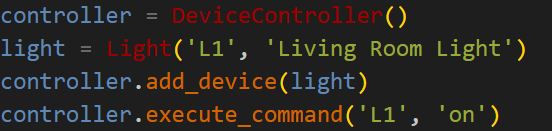 controller = DeviceController()
light = Light('L1', 'Living Room Light')
controller.add_device(light)
controller.execute_command('L1', 'on')